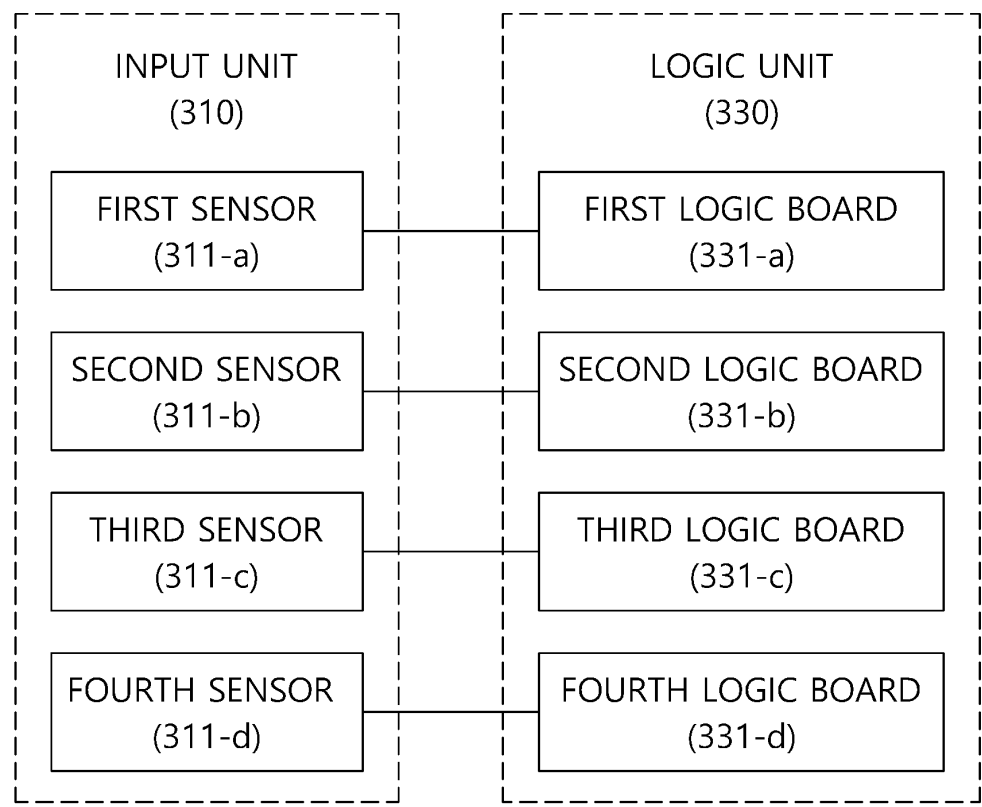 INPUT UNIT
(310)
FIRST SENSOR
(311-a)
SECOND SENSOR
(311-b)
THIRD SENSOR
(311-c)
FOURTH SENSOR
(311-d)
LOGIC UNIT
(330)
FIRST LOGIC BOARD
(331-a)
SECOND LOGIC BOARD
(331-b)
THIRD LOGIC BOARD
(331-c)
FOURTH LOGIC BOARD
(331-d)